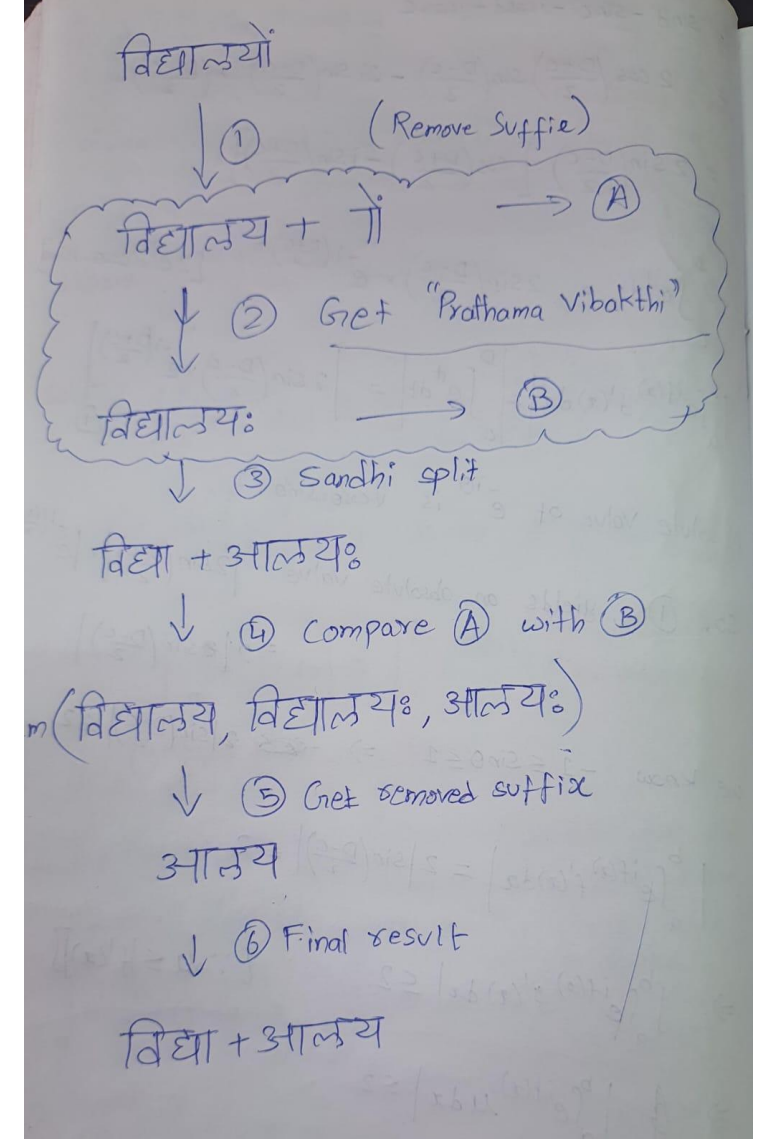 विद्यालयों
↓ ① (Remove Suffie)
विद्यालय + ों → Ⓐ
↓ ② Get "Prathama Vibakthi"
विद्यालयः → Ⓑ
↓ ③ Sandhi split
विद्या + आलयः
↓ ④ Compare Ⓐ with Ⓑ
m(विद्यालय, विद्यालयः, आलयः)
↓ ⑤ Get removed suffix
आलय
↓ ⑥ Final result
विद्या + आलय